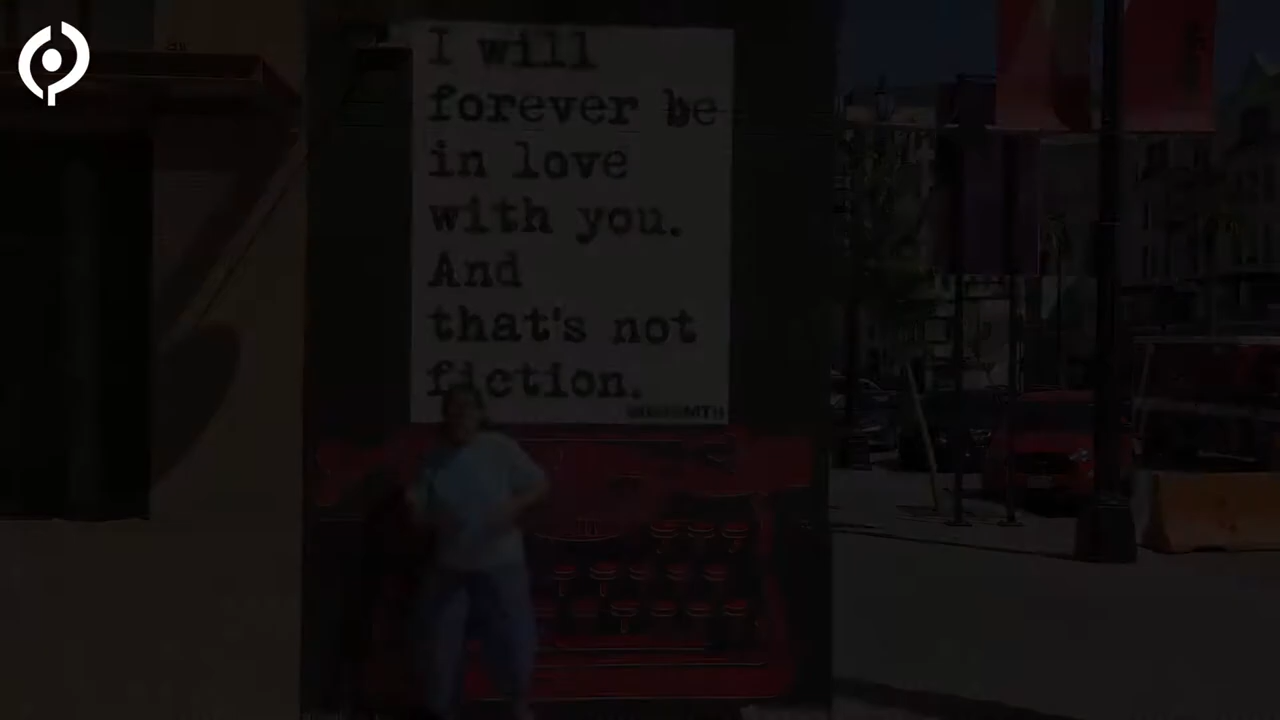 I will
forever be
in love
with you.
And
that's not
fiction.